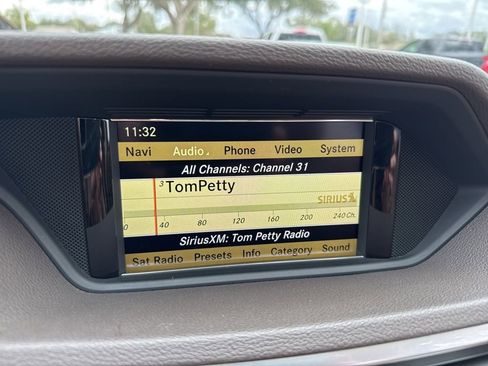 11:32
Navi Audio Phone Video System
All Channels: Channel 31
3 TomPetty
SIRIUS
0 40 80 120 160 200 240 Ch.
SiriusXM: Tom Petty Radio
Sat Radio Presets Info Category Sound